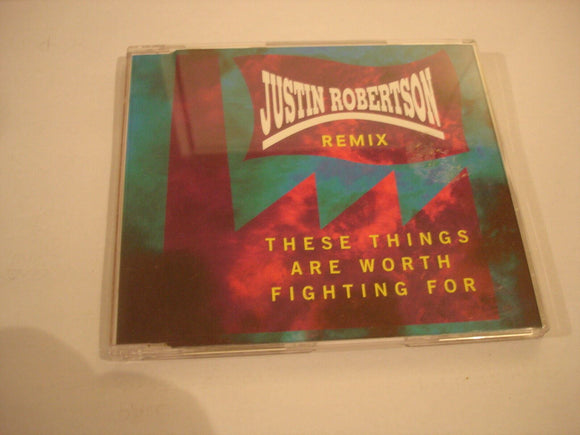 JUSTIN ROBERTSON
REMIX
THESE THINGS
ARE WORTH
FIGHTING FOR